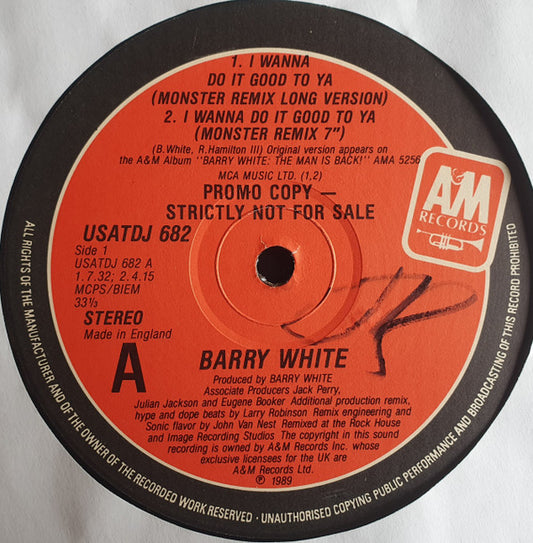 1. I WANNA
DO IT GOOD TO YA
(MONSTER REMIX LONG VERSION)
2. I WANNA DO IT GOOD TO YA
(MONSTER REMIX 7")
(B.White, R.Hamilton III) Original version appears on
the A&M Album "BARRY WHITE: THE MAN IS BACK!" AMA 5256
MCA MUSIC LTD. (1,2)
PROMO COPY —
STRICTLY NOT FOR SALE
A&M
RECORDS
USATDJ 682
Side 1
USATDJ 682 A
1.7.32; 2.4.15
MCPS/BIEM
33⅓
STEREO
Made in England
A
BARRY WHITE
Produced by BARRY WHITE
Associate Producers Jack Perry,
Julian Jackson and Eugene Booker Additional production remix,
hype and dope beats by Larry Robinson Remix engineering and
Sonic flavor by John Van Nest Remixed at the Rock House
and Image Recording Studios The copyright in this sound
recording is owned by A&M Records Inc. whose
exclusive licensees for the UK are
A&M Records Ltd.
℗ 1989
ALL RIGHTS OF THE MANUFACTURER AND OF THE OWNER OF THE RECORDED WORK RESERVED · UNAUTHORISED COPYING PUBLIC PERFORMANCE AND BROADCASTING OF THIS RECORD PROHIBITED